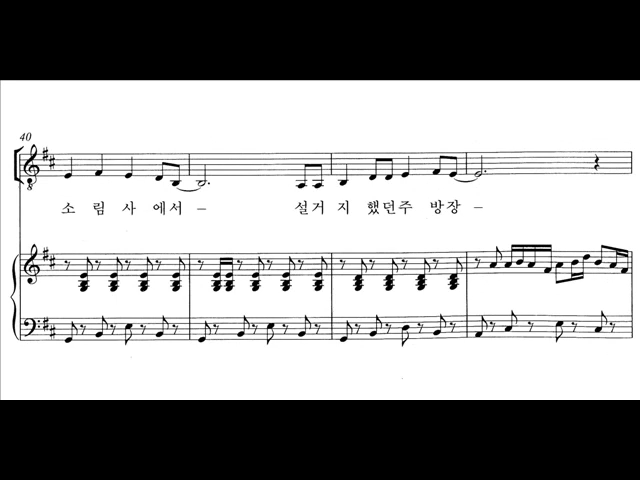 40
소 림 사 에서 – 설거 지 했던주 방장 –